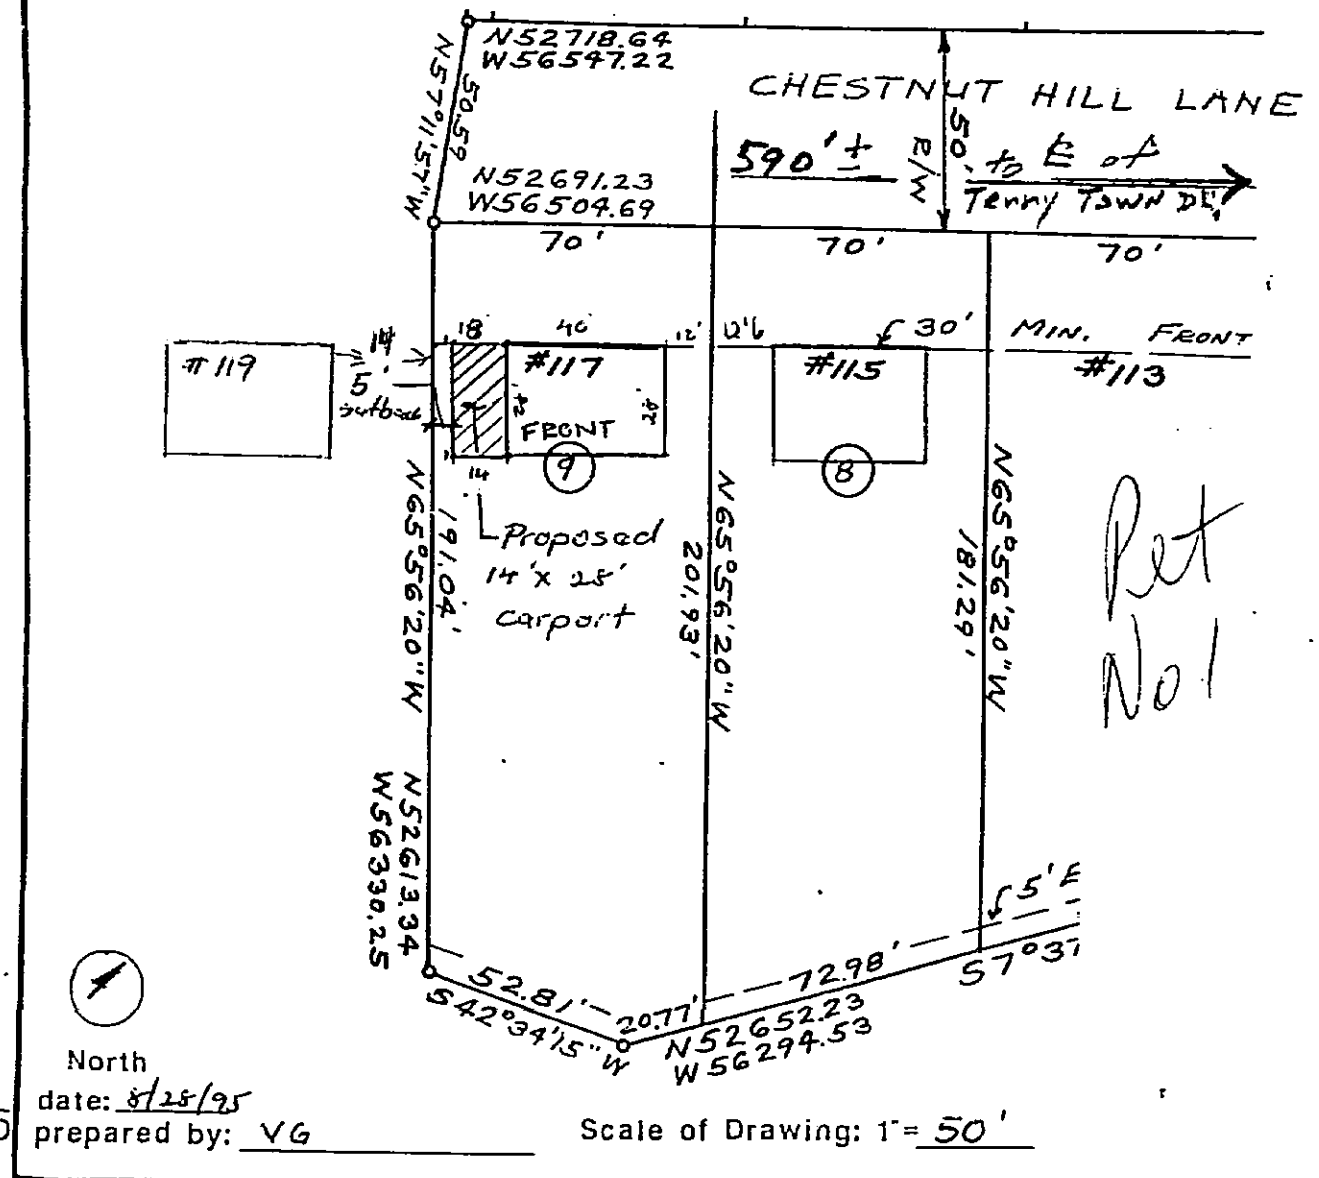 N52718.64
W56547.22
N57°11'57"W
50.59
CHESTNUT HILL LANE
50'
R/W
590'±
to of
Terry Town Dr.
N52691.23
W56504.69
70'
70'
70'
#119
14'
5'
setback
18
40
12'
12'6
#117
FRONT
9
14
30' MIN. FRONT
#115
8
#113
Proposed
14'x 28'
carport
N65°56'20"W
191.04'
N65°56'20"W
201.93'
N65°56'20"W
181.29'
Pet
No 1
N52613.34
W56330.25
52.81'
S42°34'15"W
20.77'
72.98'
N52652.23
W56294.53
5' E
S7°37
North
date: 8/28/95
prepared by: VG
Scale of Drawing: 1"= 50'